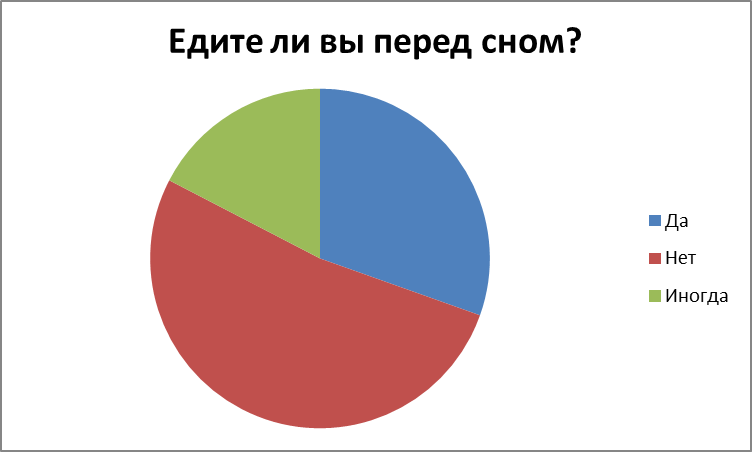 Едите ли вы перед сном?
Да
Нет
Иногда